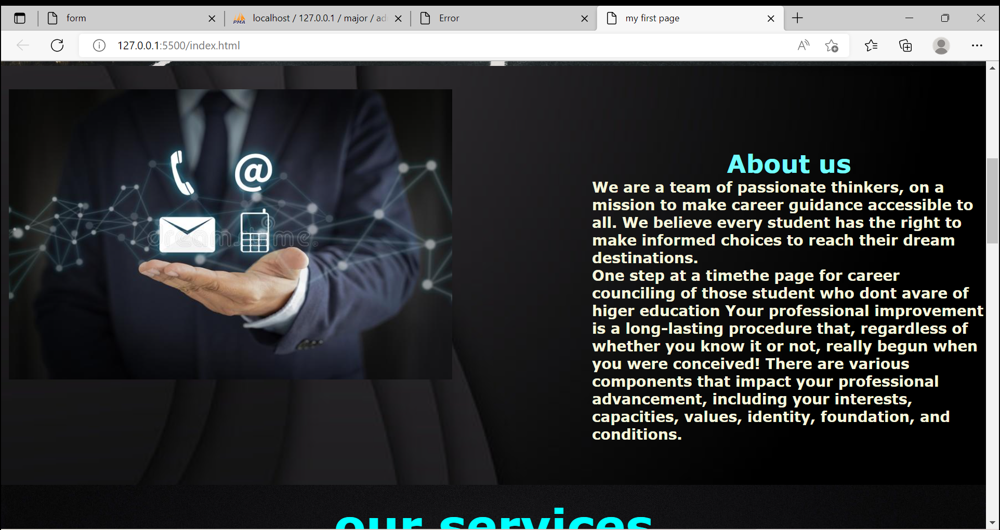 form
localhost / 127.0.0.1 / major / ad
Error
my first page
127.0.0.1:5500/index.html
PMA
@
dreamstime
About us
We are a team of passionate thinkers, on a
mission to make career guidance accessible to
all. We believe every student has the right to
make informed choices to reach their dream
destinations.
One step at a timethe page for career
counciling of those student who dont avare of
higer education Your professional improvement
is a long-lasting procedure that, regardless of
whether you know it or not, really begun when
you were conceived! There are various
components that impact your professional
advancement, including your interests,
capacities, values, identity, foundation, and
conditions.
our services